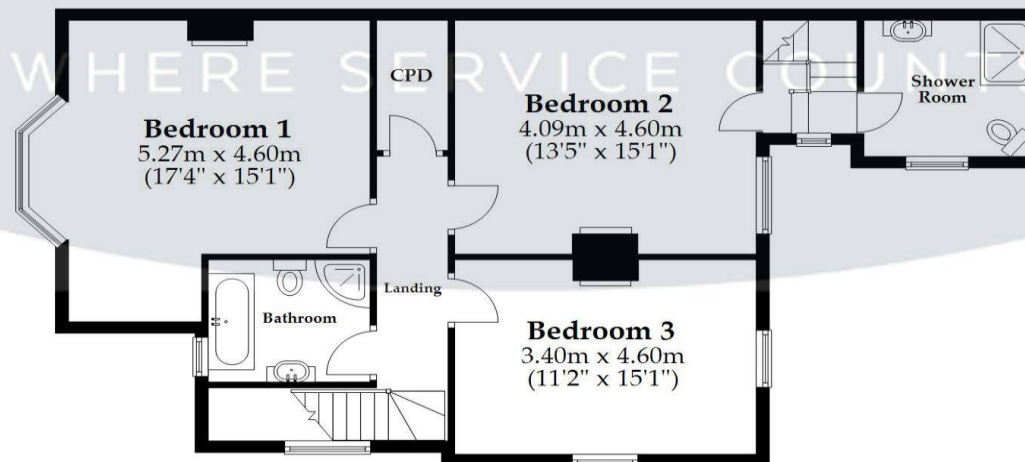 WHERE SERVICE COUNTS
CPD
Bedroom 1
5.27m x 4.60m
(17'4" x 15'1")
Bedroom 2
4.09m x 4.60m
(13'5" x 15'1")
Shower
Room
Landing
Bathroom
Bedroom 3
3.40m x 4.60m
(11'2" x 15'1")